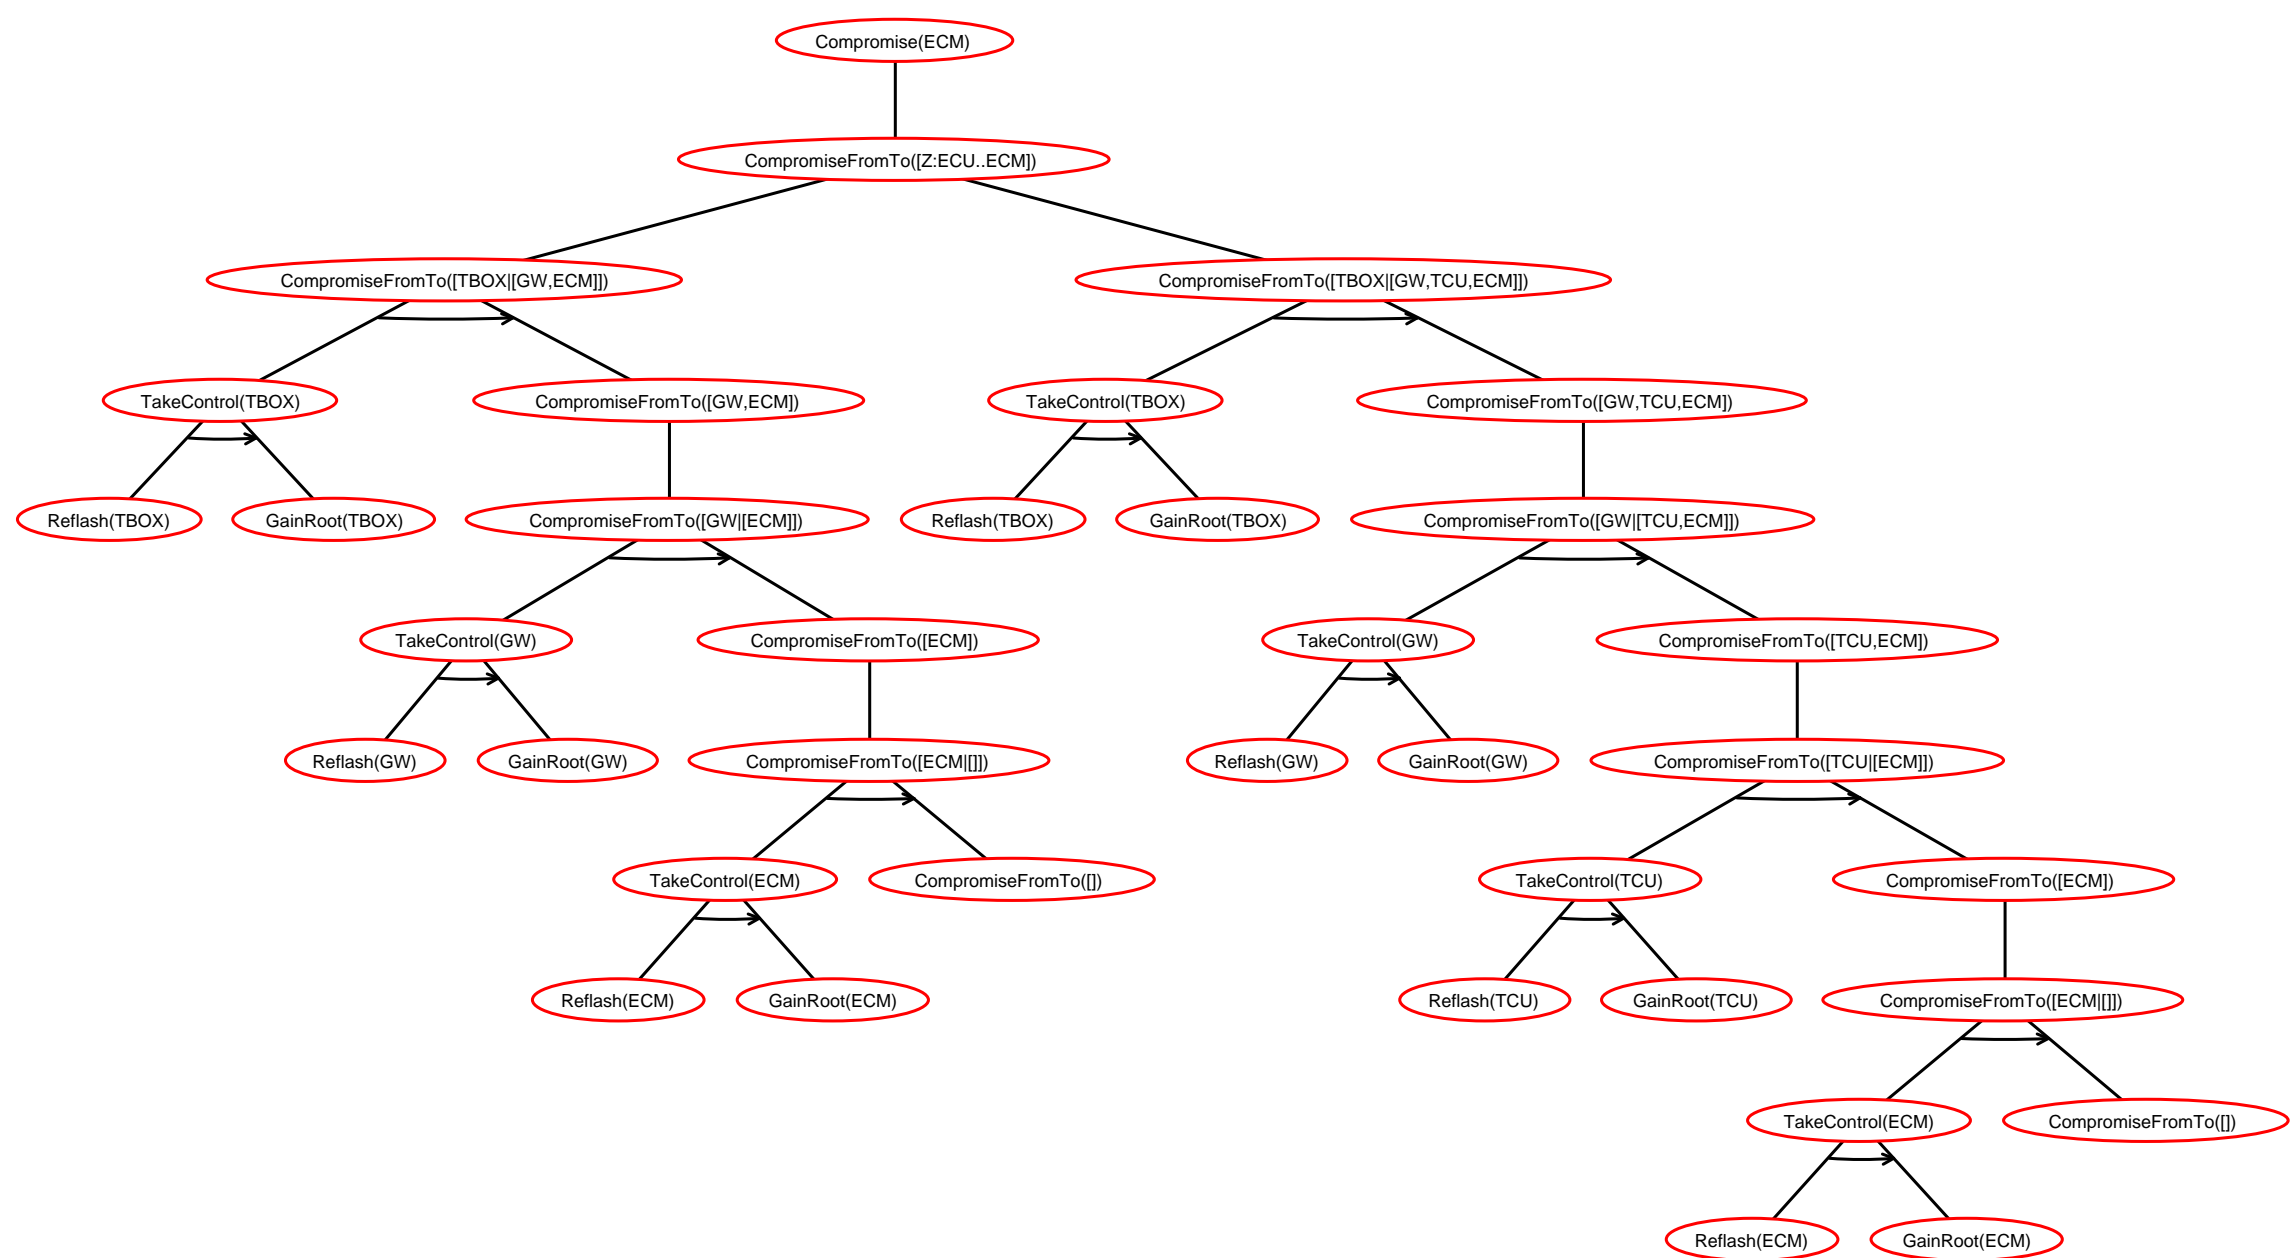 Compromise(ECM)
CompromiseFromTo([Z:ECU..ECM])
CompromiseFromTo([TBOX|[GW,ECM]])
CompromiseFromTo([TBOX|[GW,TCU,ECM]])
TakeControl(TBOX)
CompromiseFromTo([GW,ECM])
TakeControl(TBOX)
CompromiseFromTo([GW,TCU,ECM])
Reflash(TBOX)
GainRoot(TBOX)
CompromiseFromTo([GW|[ECM]])
Reflash(TBOX)
GainRoot(TBOX)
CompromiseFromTo([GW|[TCU,ECM]])
TakeControl(GW)
CompromiseFromTo([ECM])
TakeControl(GW)
CompromiseFromTo([TCU,ECM])
Reflash(GW)
GainRoot(GW)
CompromiseFromTo([ECM|[]])
Reflash(GW)
GainRoot(GW)
CompromiseFromTo([TCU|[ECM]])
TakeControl(ECM)
CompromiseFromTo([])
TakeControl(TCU)
CompromiseFromTo([ECM])
Reflash(ECM)
GainRoot(ECM)
Reflash(TCU)
GainRoot(TCU)
CompromiseFromTo([ECM|[]])
TakeControl(ECM)
CompromiseFromTo([])
Reflash(ECM)
GainRoot(ECM)